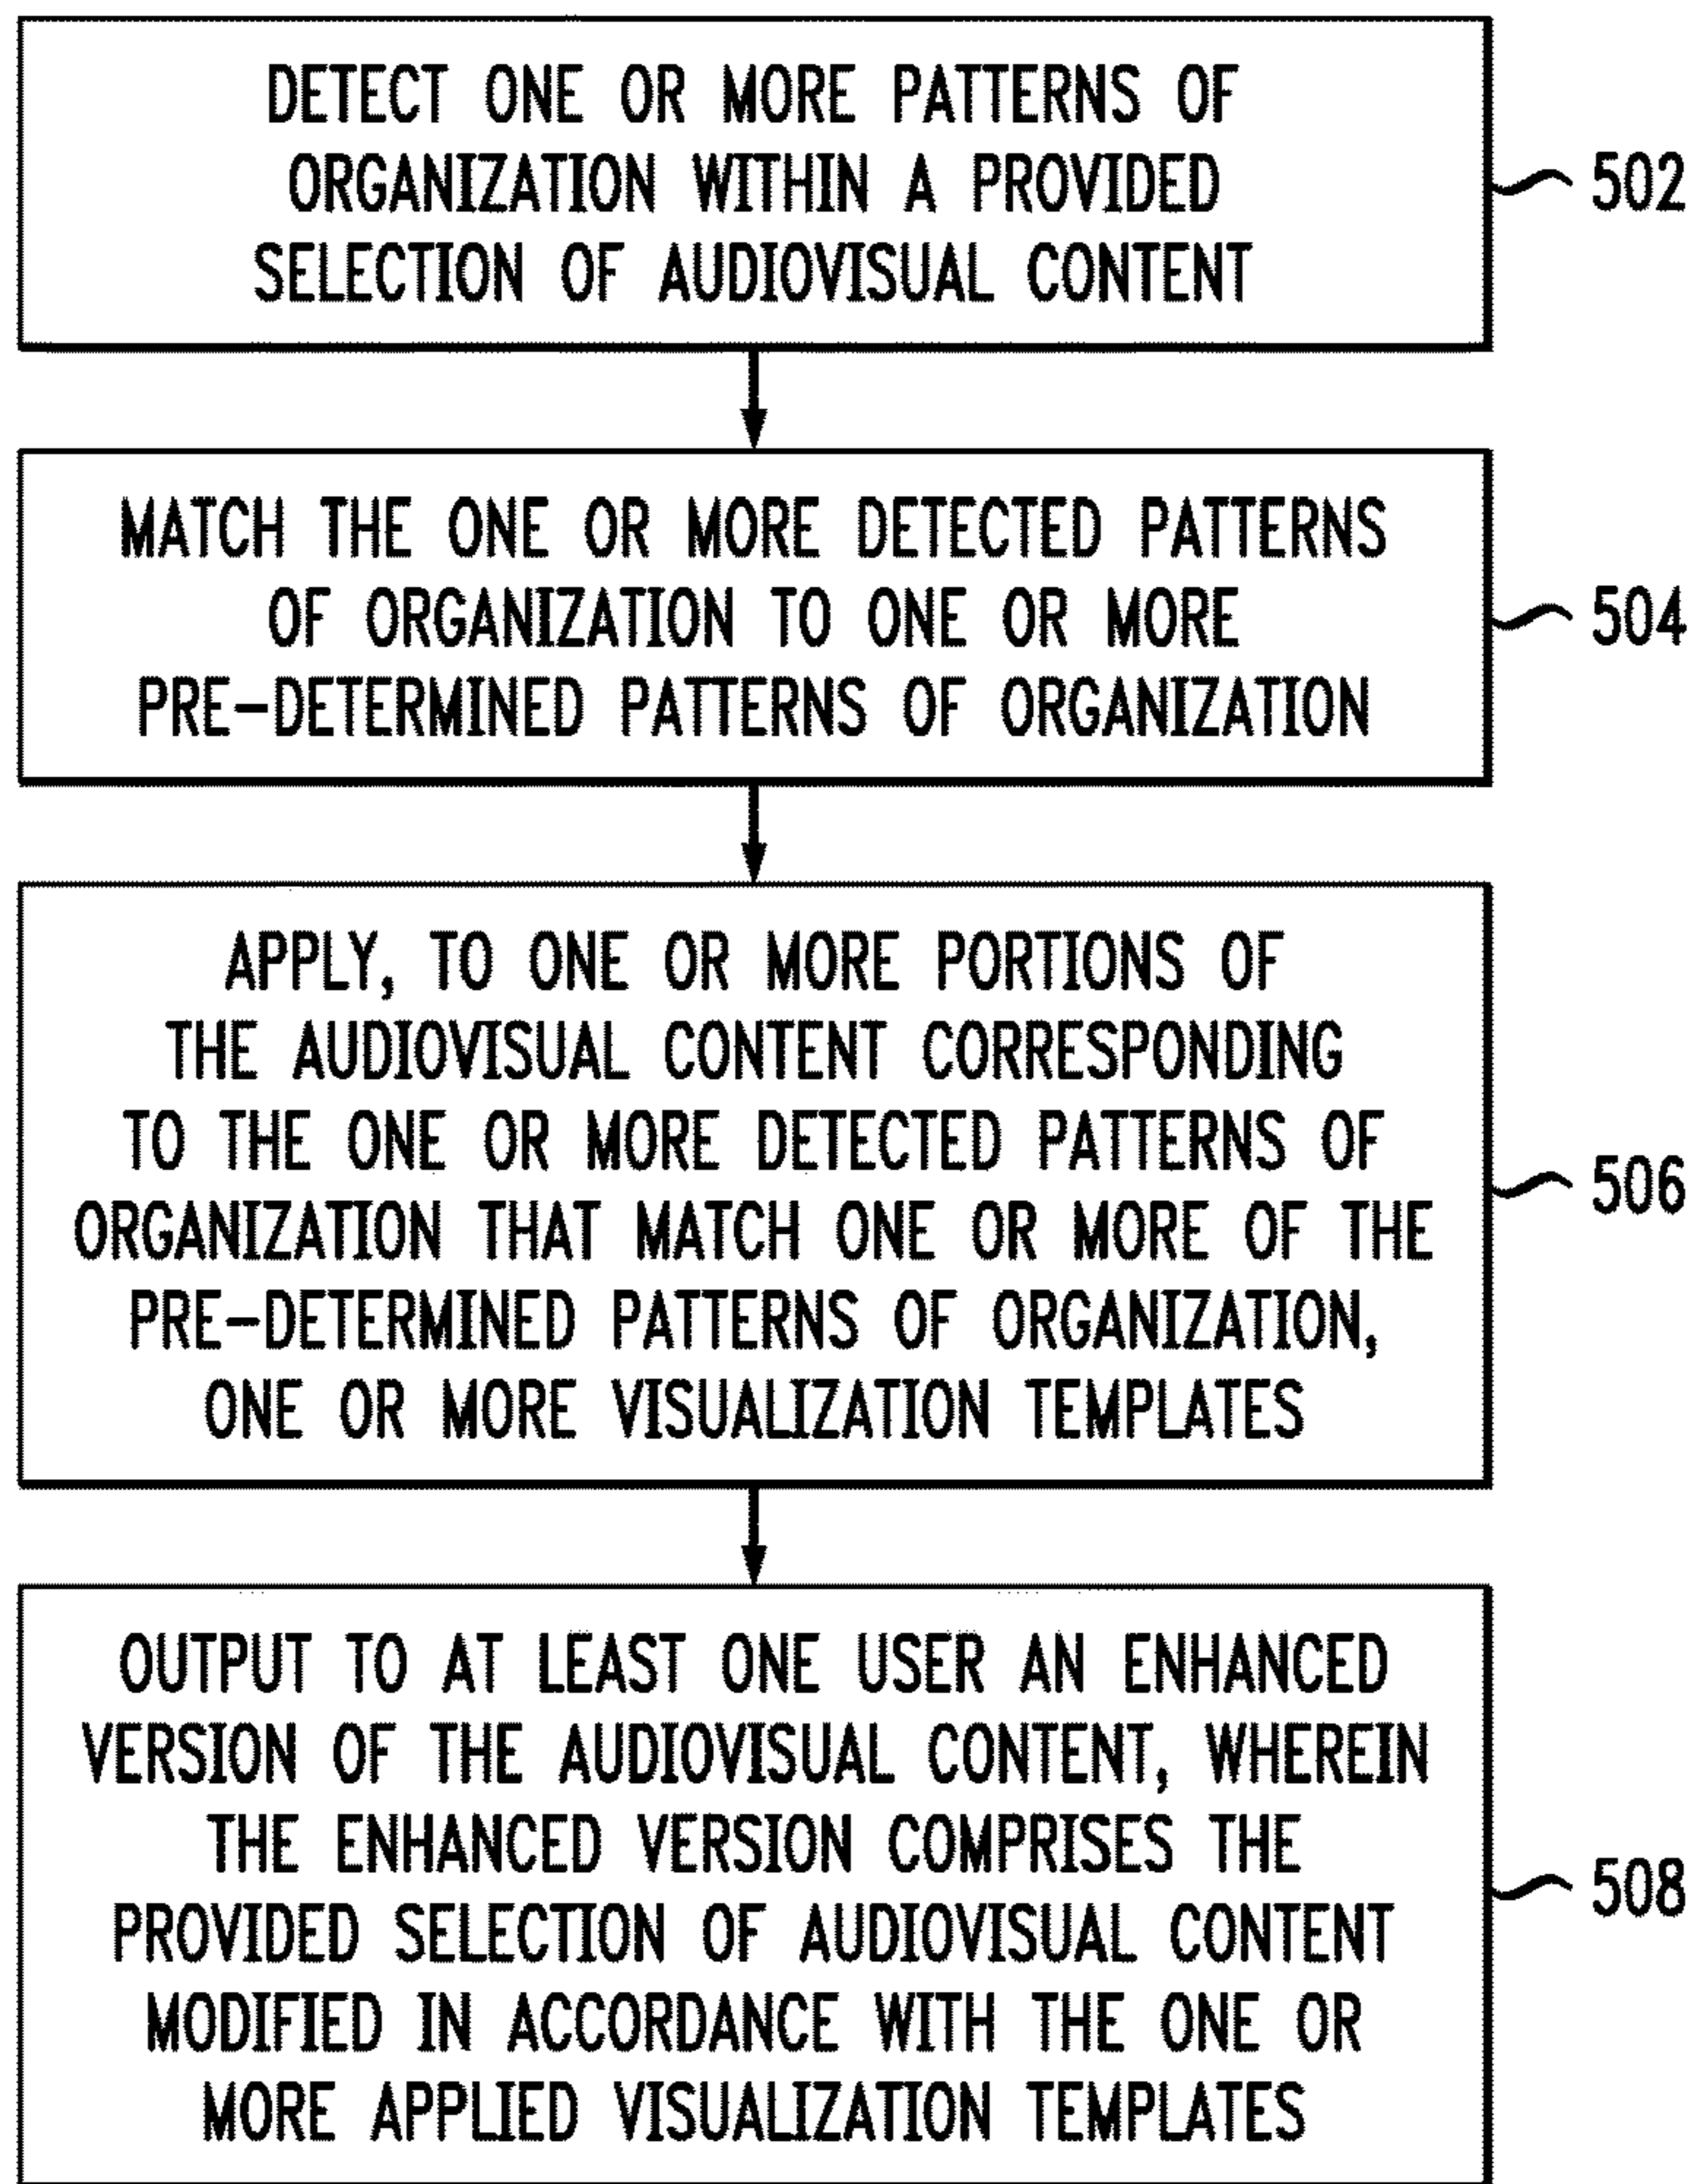 DETECT ONE OR MORE PATTERNS OF
ORGANIZATION WITHIN A PROVIDED
SELECTION OF AUDIOVISUAL CONTENT
502
MATCH THE ONE OR MORE DETECTED PATTERNS
OF ORGANIZATION TO ONE OR MORE
PRE-DETERMINED PATTERNS OF ORGANIZATION
504
APPLY, TO ONE OR MORE PORTIONS OF
THE AUDIOVISUAL CONTENT CORRESPONDING
TO THE ONE OR MORE DETECTED PATTERNS OF
ORGANIZATION THAT MATCH ONE OR MORE OF THE
PRE-DETERMINED PATTERNS OF ORGANIZATION,
ONE OR MORE VISUALIZATION TEMPLATES
506
OUTPUT TO AT LEAST ONE USER AN ENHANCED
VERSION OF THE AUDIOVISUAL CONTENT, WHEREIN
THE ENHANCED VERSION COMPRISES THE
PROVIDED SELECTION OF AUDIOVISUAL CONTENT
MODIFIED IN ACCORDANCE WITH THE ONE OR
MORE APPLIED VISUALIZATION TEMPLATES
508